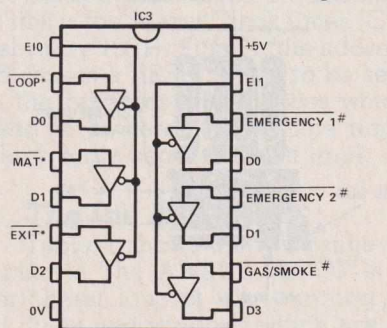 IC3
EI0
LOOP*
D0
MAT*
D1
EXIT*
D2
0V
+5V
EI1
EMERGENCY 1#
D0
EMERGENCY 2#
D1
GAS/SMOKE #
D3